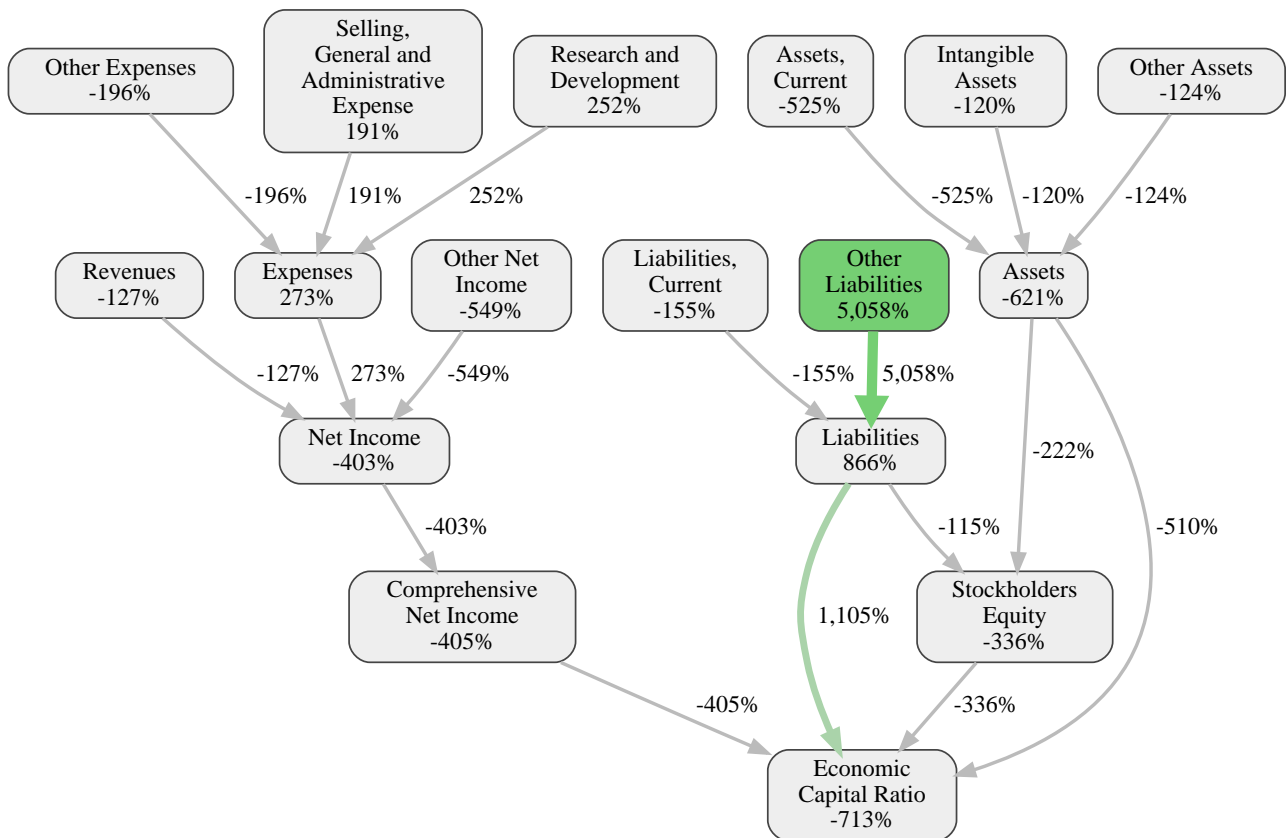 Other Expenses
-196%
Selling,
General and
Administrative
Expense
191%
Research and
Development
252%
Assets,
Current
-525%
Intangible
Assets
-120%
Other Assets
-124%
-196%
191%
252%
-525%
-120%
-124%
Revenues
-127%
Expenses
273%
Other Net
Income
-549%
Liabilities,
Current
-155%
Other
Liabilities
5,058%
Assets
-621%
-127%
273%
-549%
-155%
5,058%
Net Income
-403%
Liabilities
866%
-222%
-403%
-115%
-510%
Comprehensive
Net Income
-405%
1,105%
Stockholders
Equity
-336%
-405%
-336%
Economic
Capital Ratio
-713%